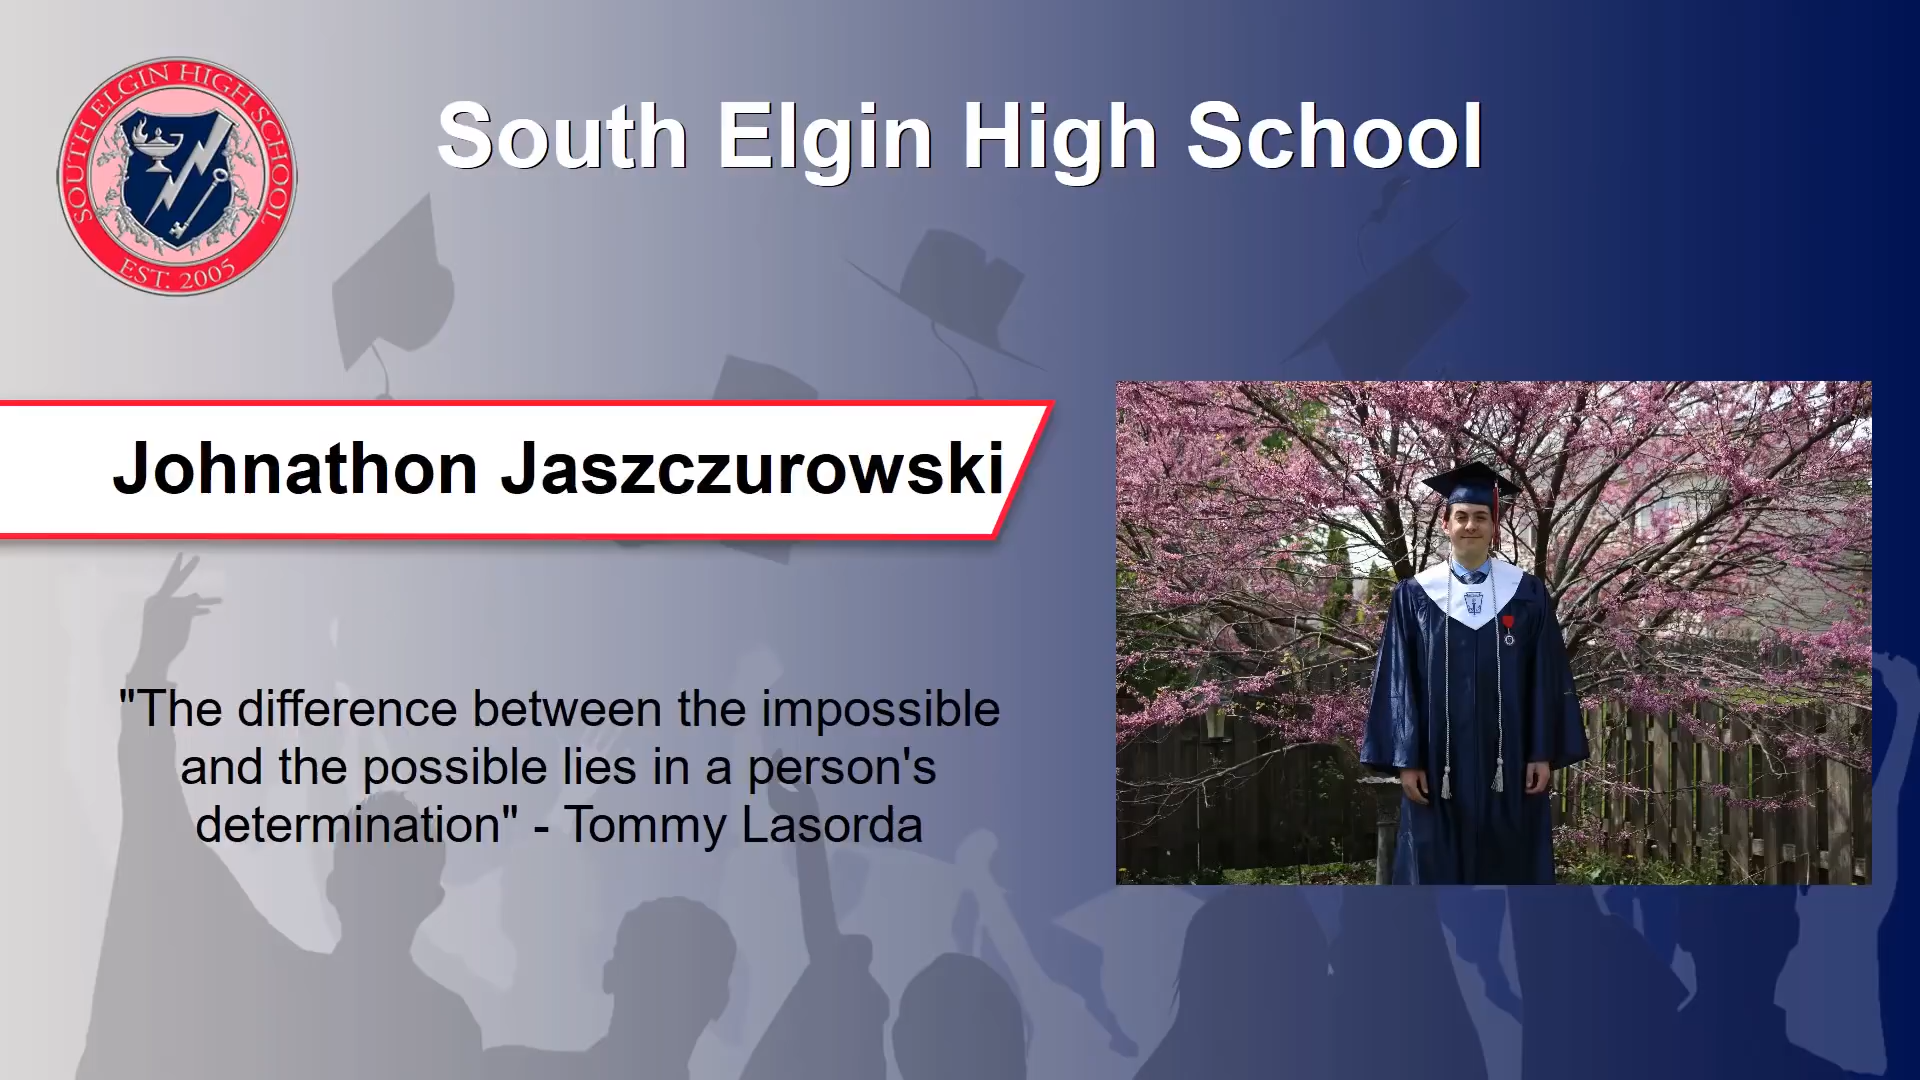 SOUTH ELGIN HIGH SCHOOL
EST. 2005
South Elgin High School
Johnathon Jaszczurowski
"The difference between the impossible
and the possible lies in a person's
determination" - Tommy Lasorda